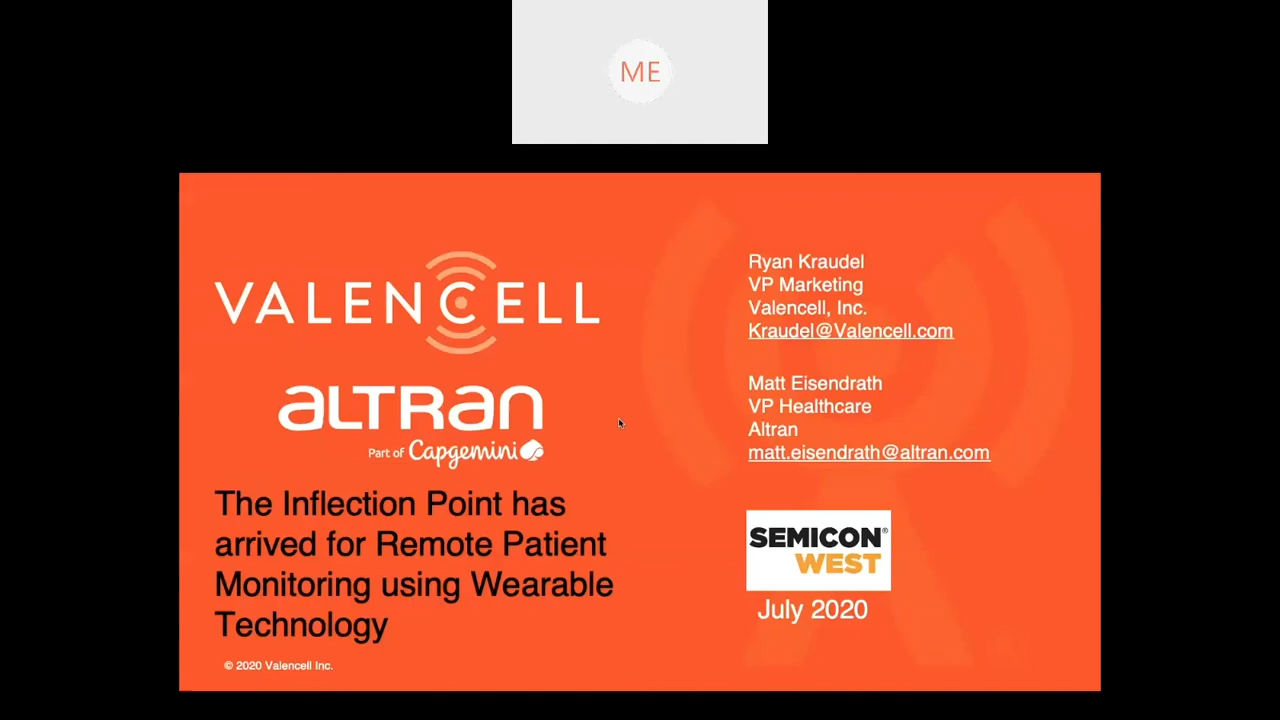 ME
VALENCELL
ALTRAN
Part of Capgemini
The Inflection Point has
arrived for Remote Patient
Monitoring using Wearable
Technology
© 2020 Valencell Inc.
Ryan Kraudel
VP Marketing
Valencell, Inc.
Kraudel@Valencell.com
Matt Eisendrath
VP Healthcare
Altran
matt.eisendrath@altran.com
SEMICON®
WEST
July 2020